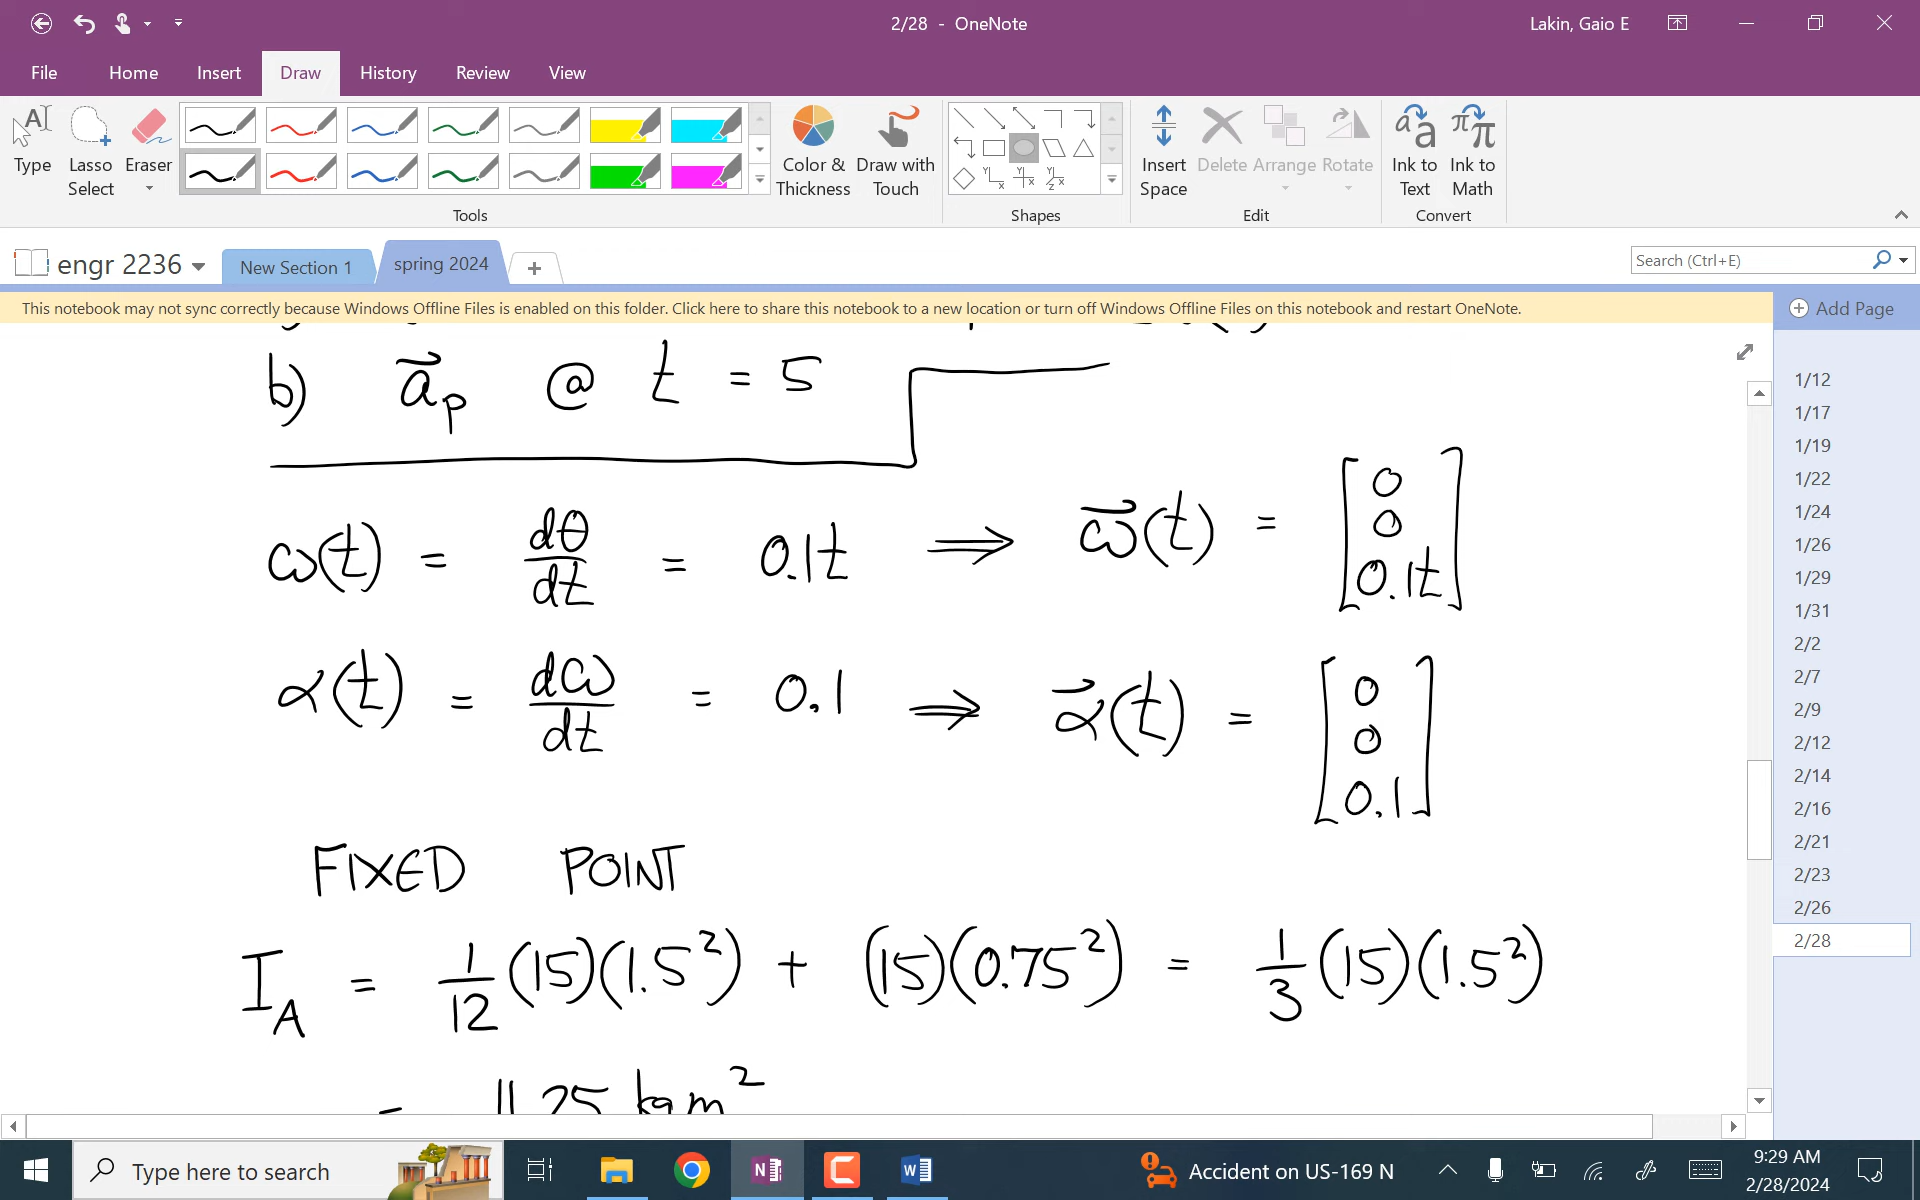 2/28 - OneNote
Lakin, Gaio E
File Home Insert Draw History Review View
Type
Lasso Select
Eraser
Color & Thickness
Draw with Touch
Insert Space
Delete
Arrange
Rotate
Ink to Text
Ink to Math
Tools Shapes Edit Convert
engr 2236
New Section 1
spring 2024
Search (Ctrl+E)
This notebook may not sync correctly because Windows Offline Files is enabled on this folder. Click here to share this notebook to a new location or turn off Windows Offline Files on this notebook and restart OneNote.
Add Page
b) a⃗_p @ t = 5
ω(t) = dθ/dt = 0.1t ⟹ ω⃗(t) = [0 0 0.1t]
α(t) = dω/dt = 0.1 ⟹ α⃗(t) = [0 0 0.1]
FIXED POINT
I_A = 1/12 (15)(1.5²) + (15)(0.75²) = 1/3 (15)(1.5²)
= 11.25 kgm²
1/12
1/17
1/19
1/22
1/24
1/26
1/29
1/31
2/2
2/7
2/9
2/12
2/14
2/16
2/21
2/23
2/26
2/28
Type here to search
Accident on US-169 N
9:29 AM
2/28/2024